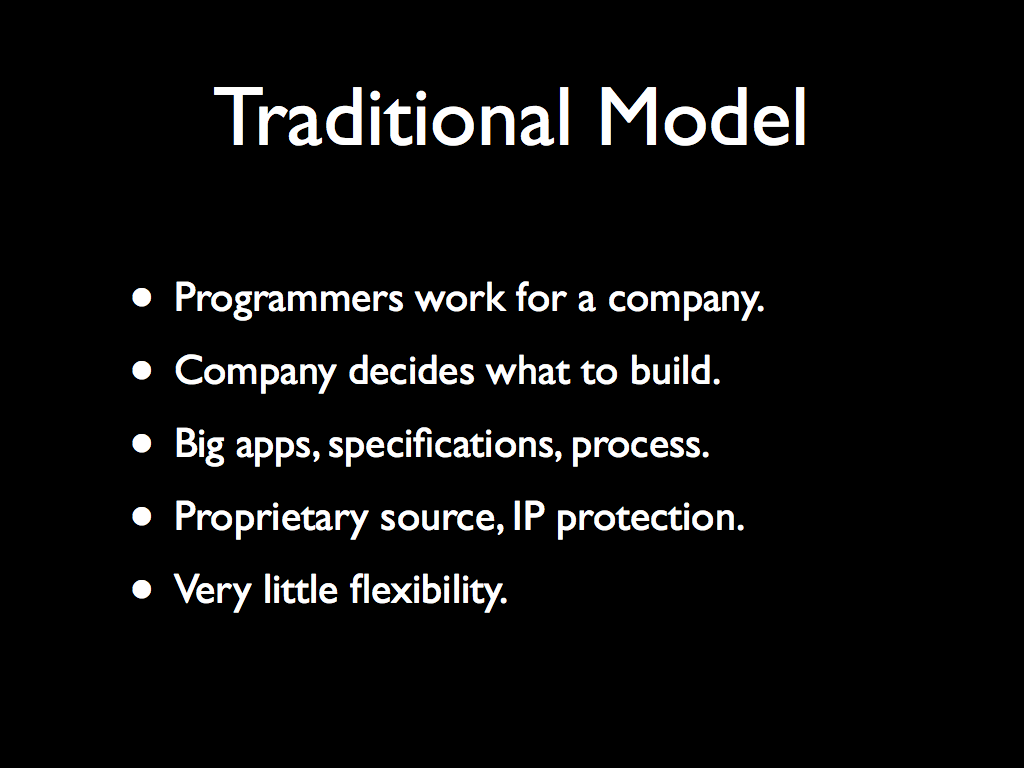 Traditional Model
• Programmers work for a company.
• Company decides what to build.
• Big apps, specifications, process.
• Proprietary source, IP protection.
• Very little flexibility.